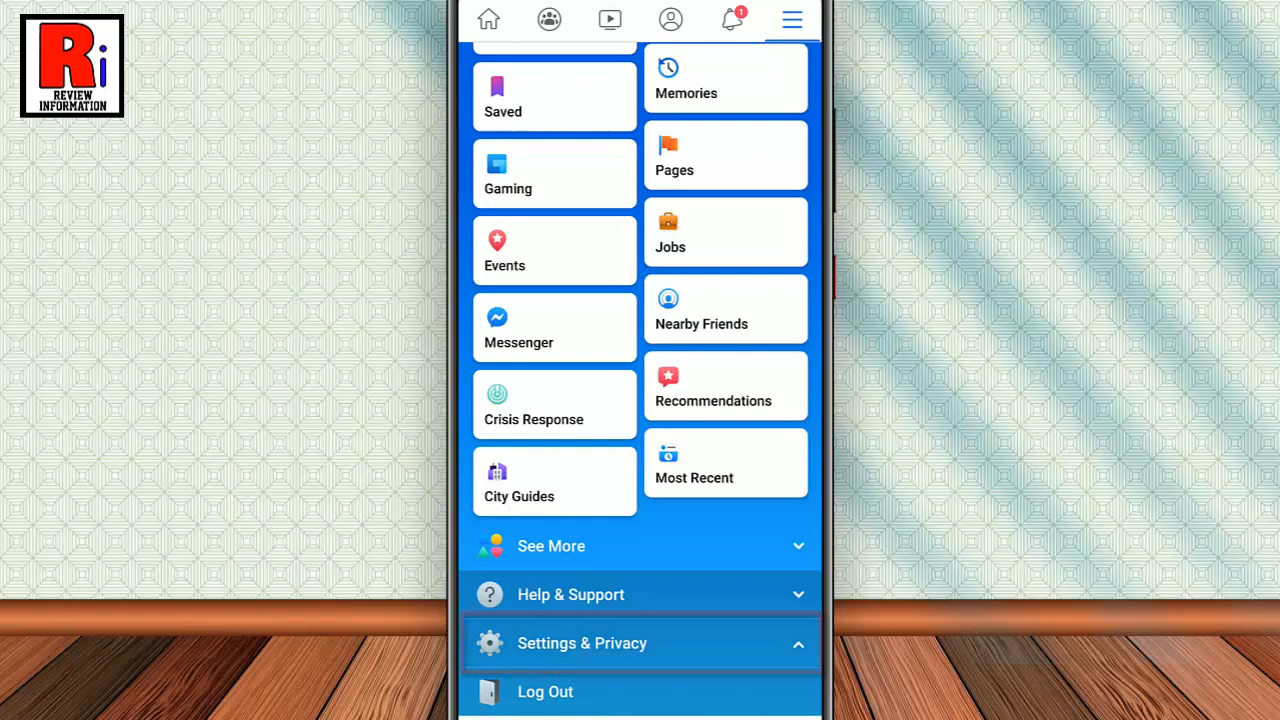 Ri
REVIEW
INFORMATION
1
Saved
Memories
Gaming
Pages
Events
Jobs
Messenger
Nearby Friends
Crisis Response
Recommendations
City Guides
Most Recent
See More
? Help & Support
Settings & Privacy
Log Out